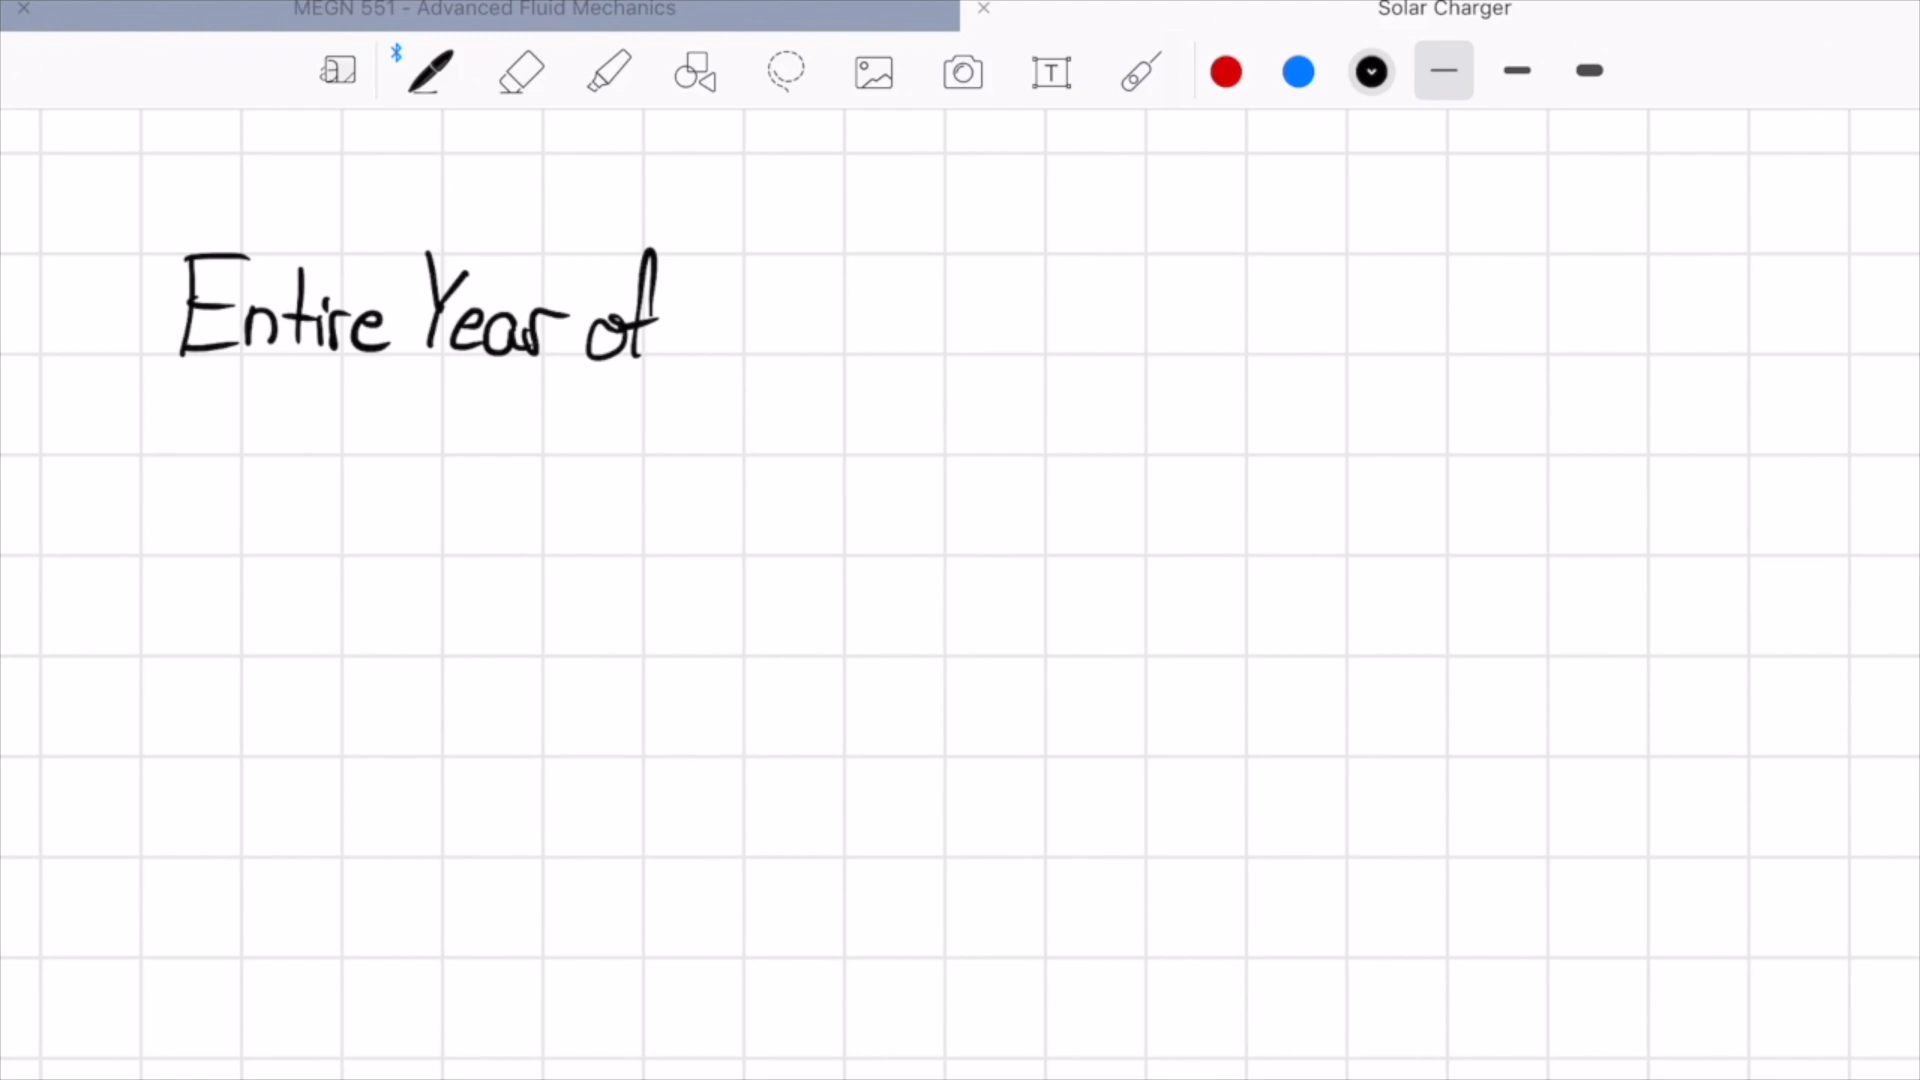 MEGN 551 - Advanced Fluid Mechanics
Solar Charger
T
Entire Year of